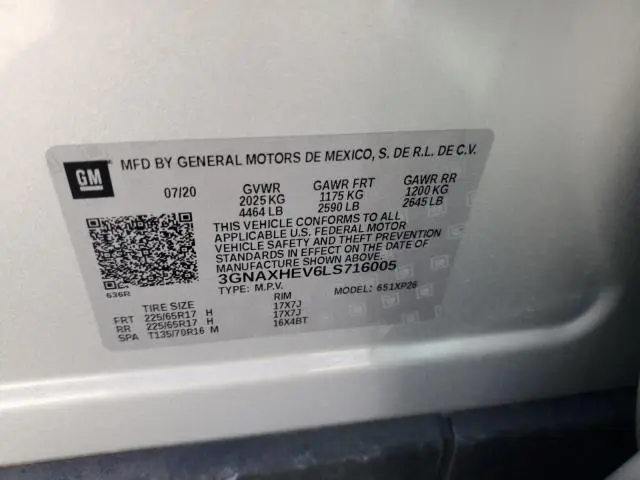 GM
MFD BY GENERAL MOTORS DE MEXICO, S. DE R.L. DE C.V.
07/20 GVWR GAWR FRT GAWR RR
2025 KG 1175 KG 1200 KG
4464 LB 2590 LB 2645 LB
THIS VEHICLE CONFORMS TO ALL
APPLICABLE U.S. FEDERAL MOTOR
VEHICLE SAFETY AND THEFT PREVENTION
STANDARDS IN EFFECT ON THE DATE OF
MANUFACTURE SHOWN ABOVE.
3GNAXHEV6LS716005
TYPE: M.P.V. MODEL: 651XP26
636R
TIRE SIZE RIM
FRT 225/65R17 H 17X7J
RR 225/65R17 H 17X7J
SPA T135/70R16 M 16X4BT